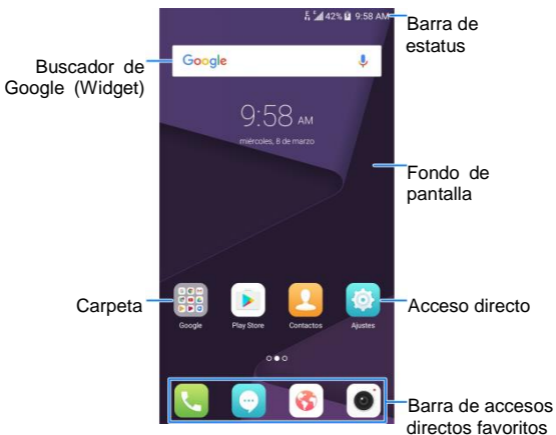 42% 9:58 AM
Barra de
estatus
Google
Buscador de
Google (Widget)
9:58 AM
miércoles, 8 de marzo
Fondo de
pantalla
Carpeta
Acceso directo
Google Play Store Contactos Ajustes
Barra de accesos
directos favoritos